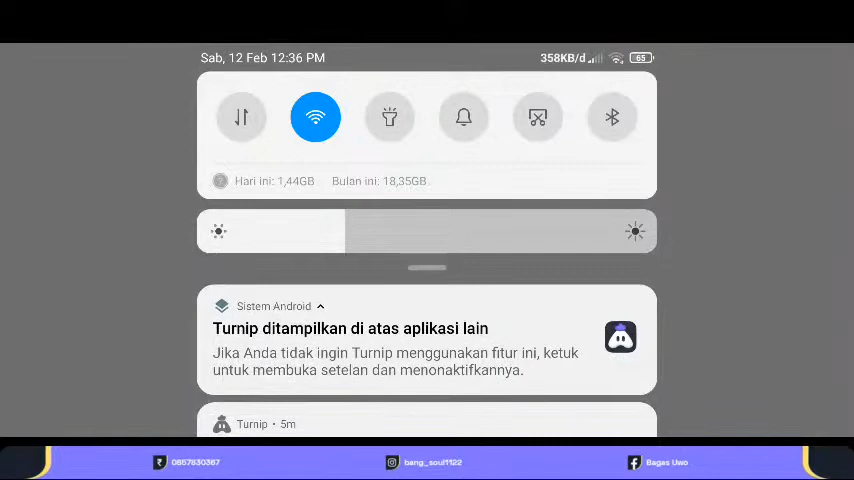 Sab, 12 Feb 12:36 PM
358KB/d
65
Hari ini: 1,44GB
Bulan ini: 18,35GB
Sistem Android
Turnip ditampilkan di atas aplikasi lain
Jika Anda tidak ingin Turnip menggunakan fitur ini, ketuk
untuk membuka setelan dan menonaktifkannya.
Turnip • 5m
0857830367
bang_soul1122
Bagas Uwo